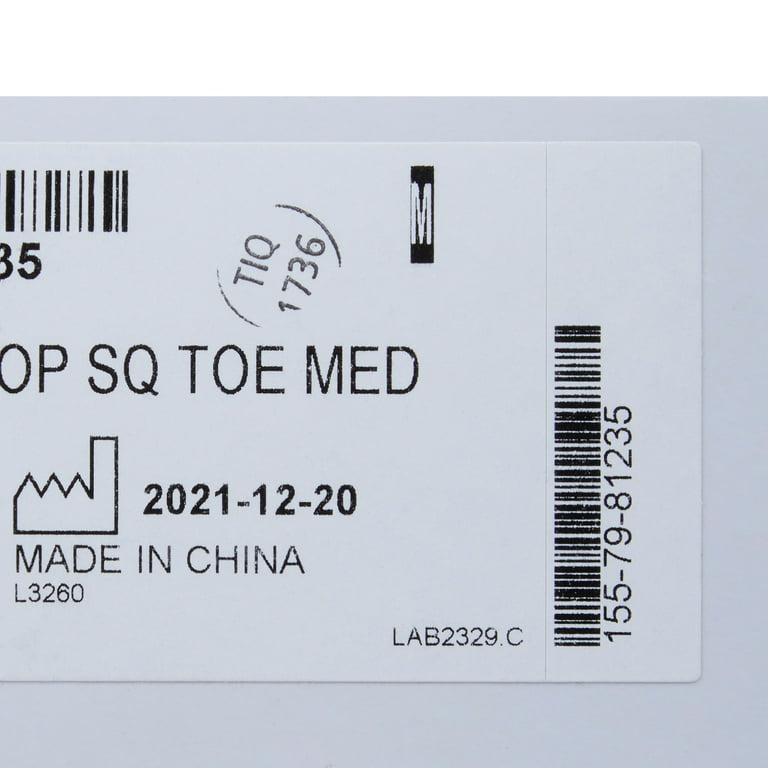 35
TIQ
1736
M
OP SQ TOE MED
2021-12-20
MADE IN CHINA
L3260
LAB2329.C
155-79-81235